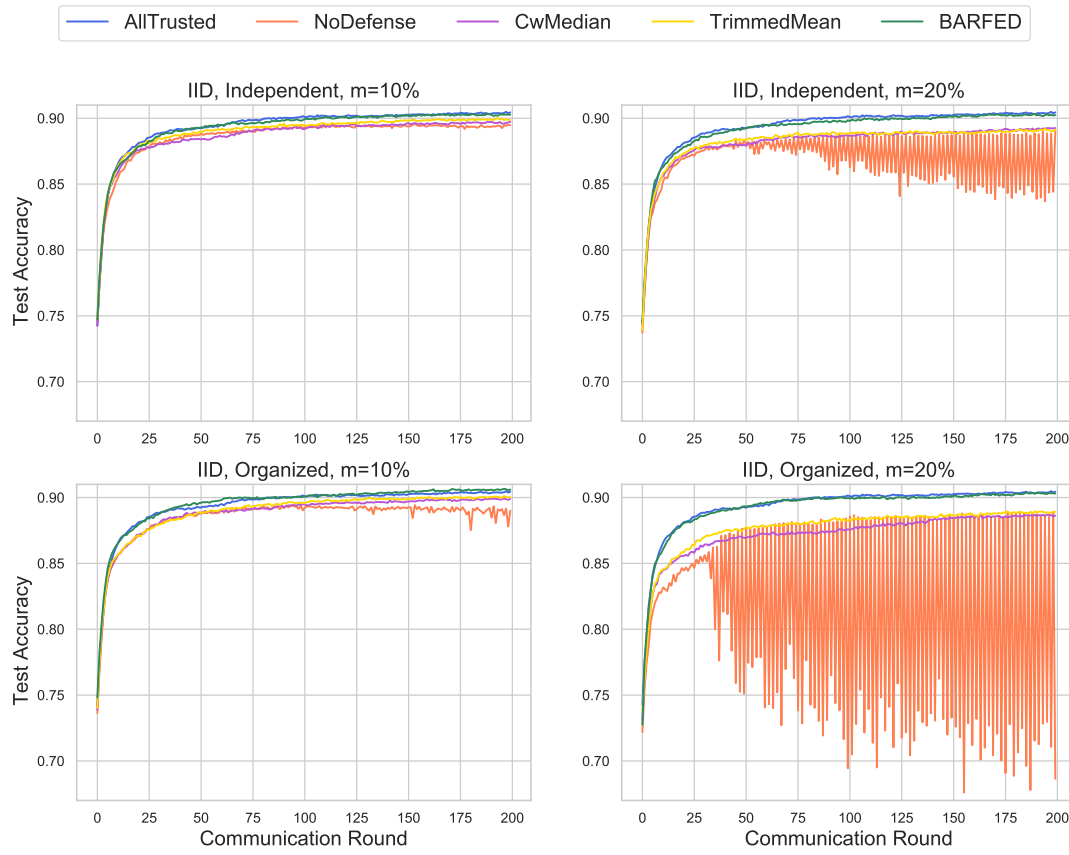 AllTrusted NoDefense CwMedian TrimmedMean BARFED
IID, Independent, m=10%
0.90
0.85
0.80
0.75
0.70
Test Accuracy
0 25 50 75 100 125 150 175 200
IID, Independent, m=20%
0.90
0.85
0.80
0.75
0.70
0 25 50 75 100 125 150 175 200
IID, Organized, m=10%
0.90
0.85
0.80
0.75
0.70
Test Accuracy
0 25 50 75 100 125 150 175 200
Communication Round
IID, Organized, m=20%
0.90
0.85
0.80
0.75
0.70
0 25 50 75 100 125 150 175 200
Communication Round